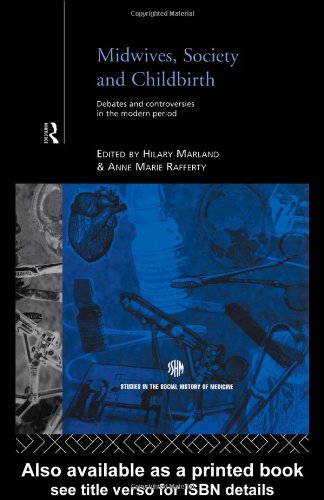 Midwives, Society
and Childbirth
Debates and controversies
in the modern period
EDITED BY HILARY MARLAND
& ANNE MARIE RAFFERTY
ROUTLEDGE
SSHM
STUDIES IN THE SOCIAL HISTORY OF MEDICINE
Also available as a printed book
see title verso for ISBN details